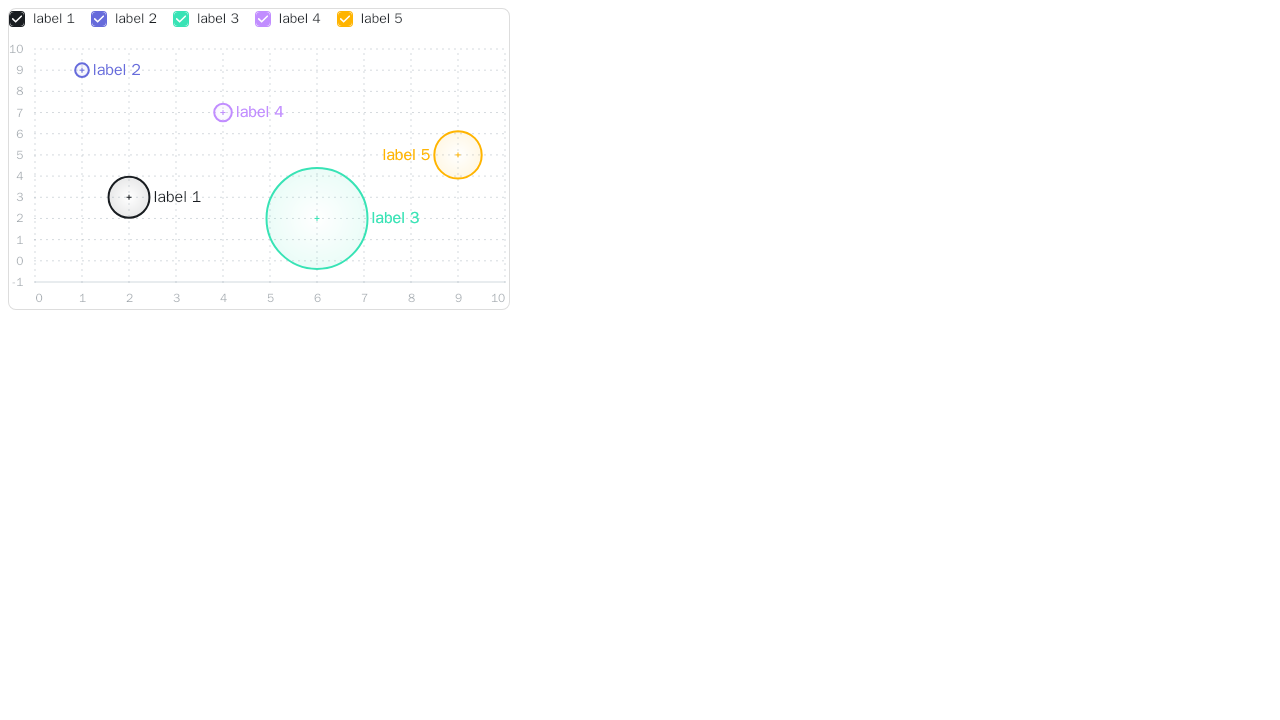 label 1 label 2 label 3 label 4 label 5
10
9 label 2
8
7 label 4
6
5 label 5
4
3 label 1
2 label 3
1
0
-1
0 1 2 3 4 5 6 7 8 9 10